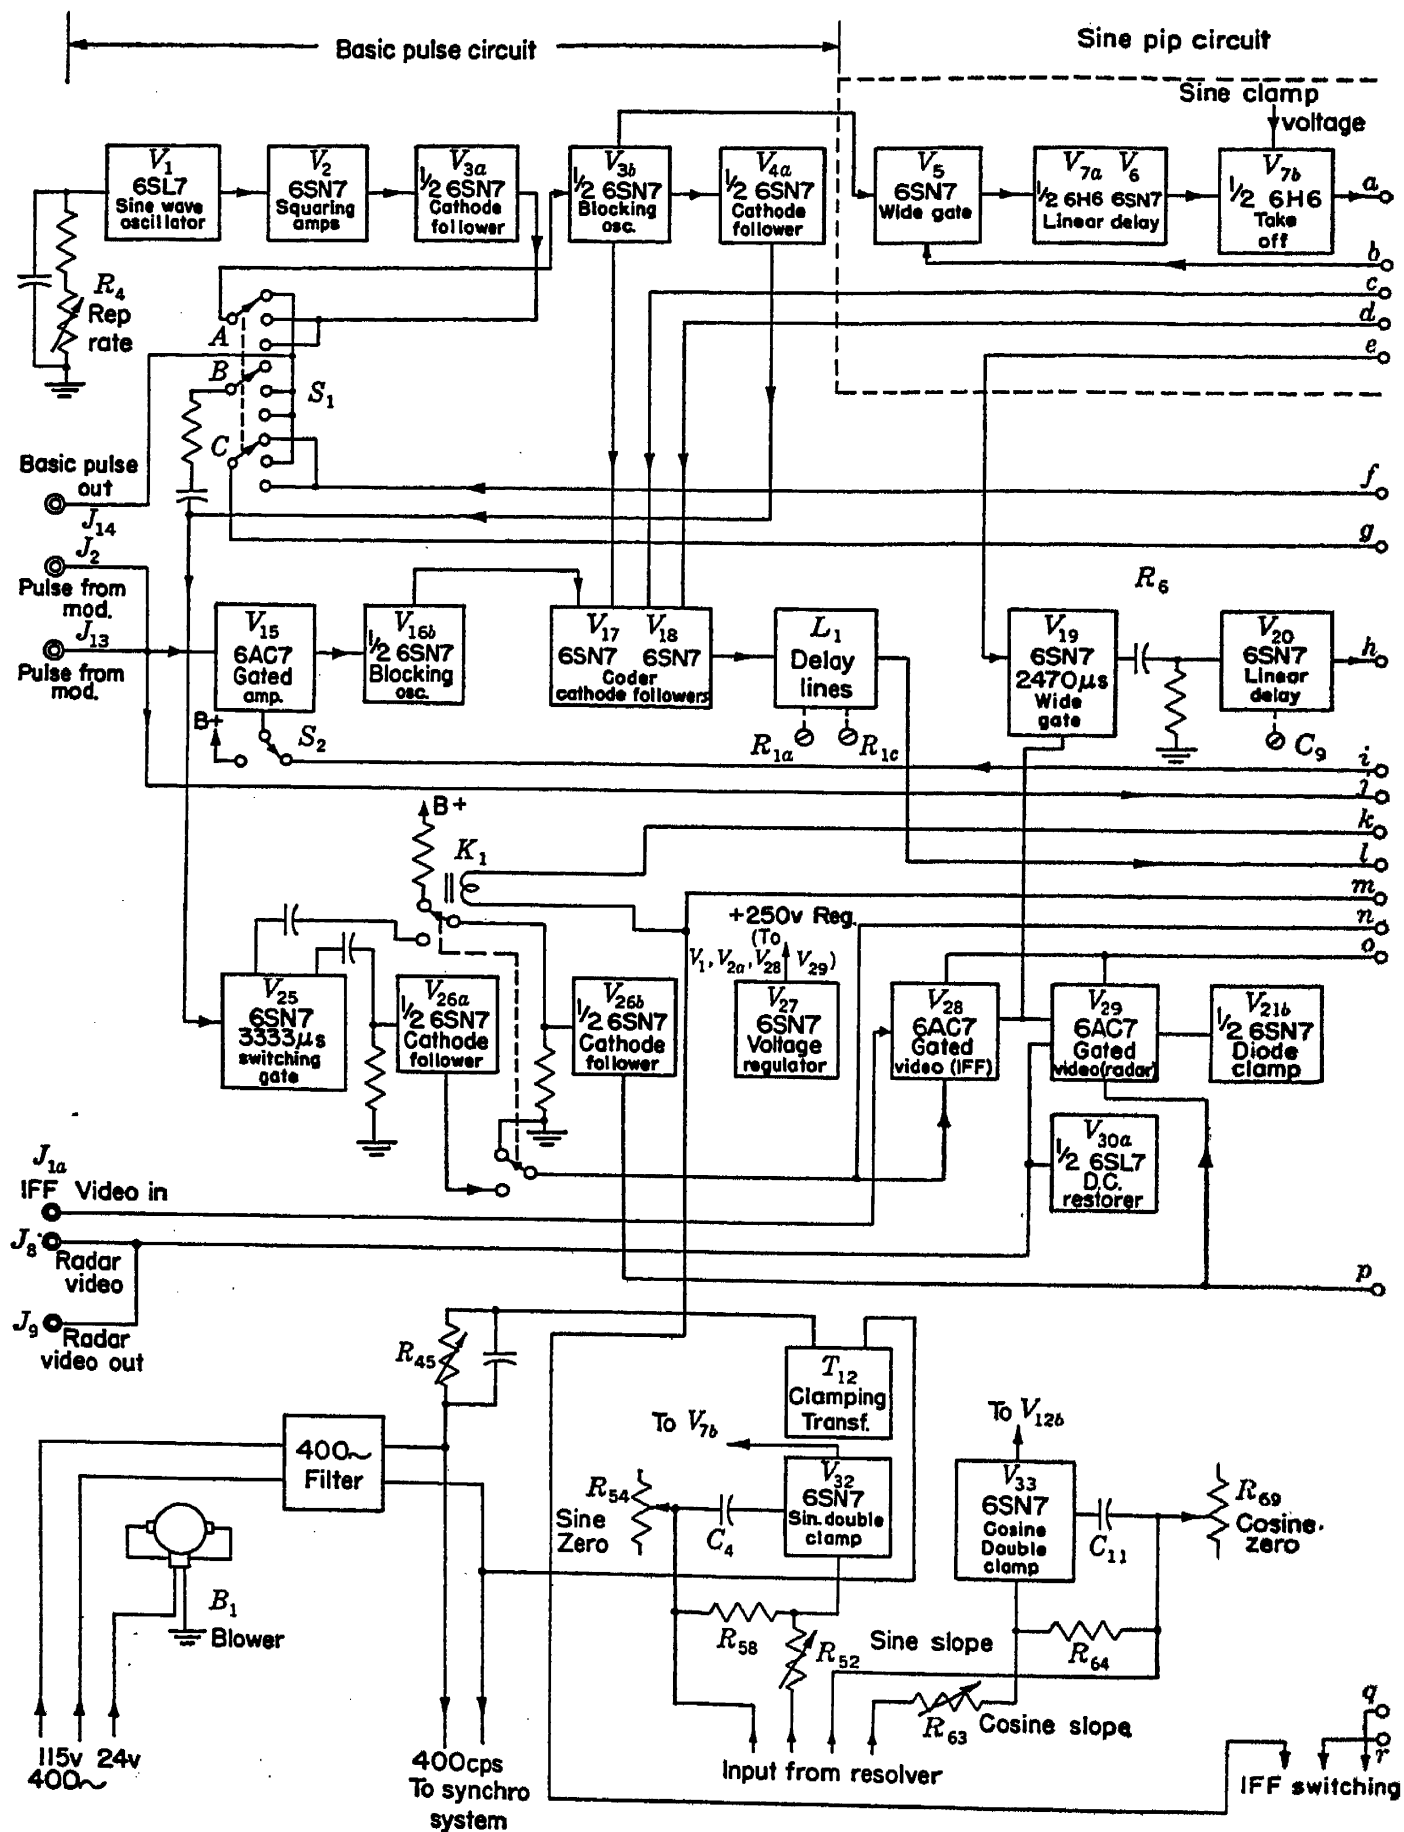 Basic pulse circuit
Sine pip circuit
Sine clamp
voltage
V1
6SL7
Sine wave
oscillator
V2
6SN7
Squaring
amps
V3a
1/2 6SN7
Cathode
follower
V3b
1/2 6SN7
Blocking
osc.
V4a
1/2 6SN7
Cathode
follower
V5
6SN7
Wide gate
V7a V6
1/2 6H6 6SN7
Linear delay
V7b
1/2 6H6
Take
off
a
b
c
d
e
R4
Rep
rate
A
B
S1
C
Basic pulse
out
J14
f
g
J2
Pulse from
mod.
J13
Pulse from
mod.
V15
6AC7
Gated
amp.
V16b
1/2 6SN7
Blocking
osc.
V17 V18
6SN7 6SN7
Coder
cathode followers
L1
Delay
lines
R1a
R1c
R6
V19
6SN7
2470μs
Wide
gate
V20
6SN7
Linear
delay
C9
h
B+
S2
i
j
B+
K1
k
l
m
n
o
+250v Reg.
(To
V1, V2a, V28 V29)
V25
6SN7
3333μs
switching
gate
V26a
1/2 6SN7
Cathode
follower
V26b
1/2 6SN7
Cathode
follower
V27
6SN7
Voltage
regulator
V28
6AC7
Gated
video (IFF)
V29
6AC7
Gated
video(radar)
V21b
1/2 6SN7
Diode
clamp
V30a
1/2 6SL7
D.C.
restorer
J1a
IFF Video in
J8
Radar
video
J9
Radar
video out
p
R45
T12
Clamping
Transf.
400~
Filter
To V7b
V32
6SN7
Sin. double
clamp
R54
Sine
Zero
C4
To V12b
V33
6SN7
Cosine
Double
clamp
C11
R69
Cosine
zero
B1
Blower
R58
R52
Sine slope
R64
R63
Cosine slope
115v 24v
400~
400cps
To synchro
system
Input from resolver
q
r
IFF switching